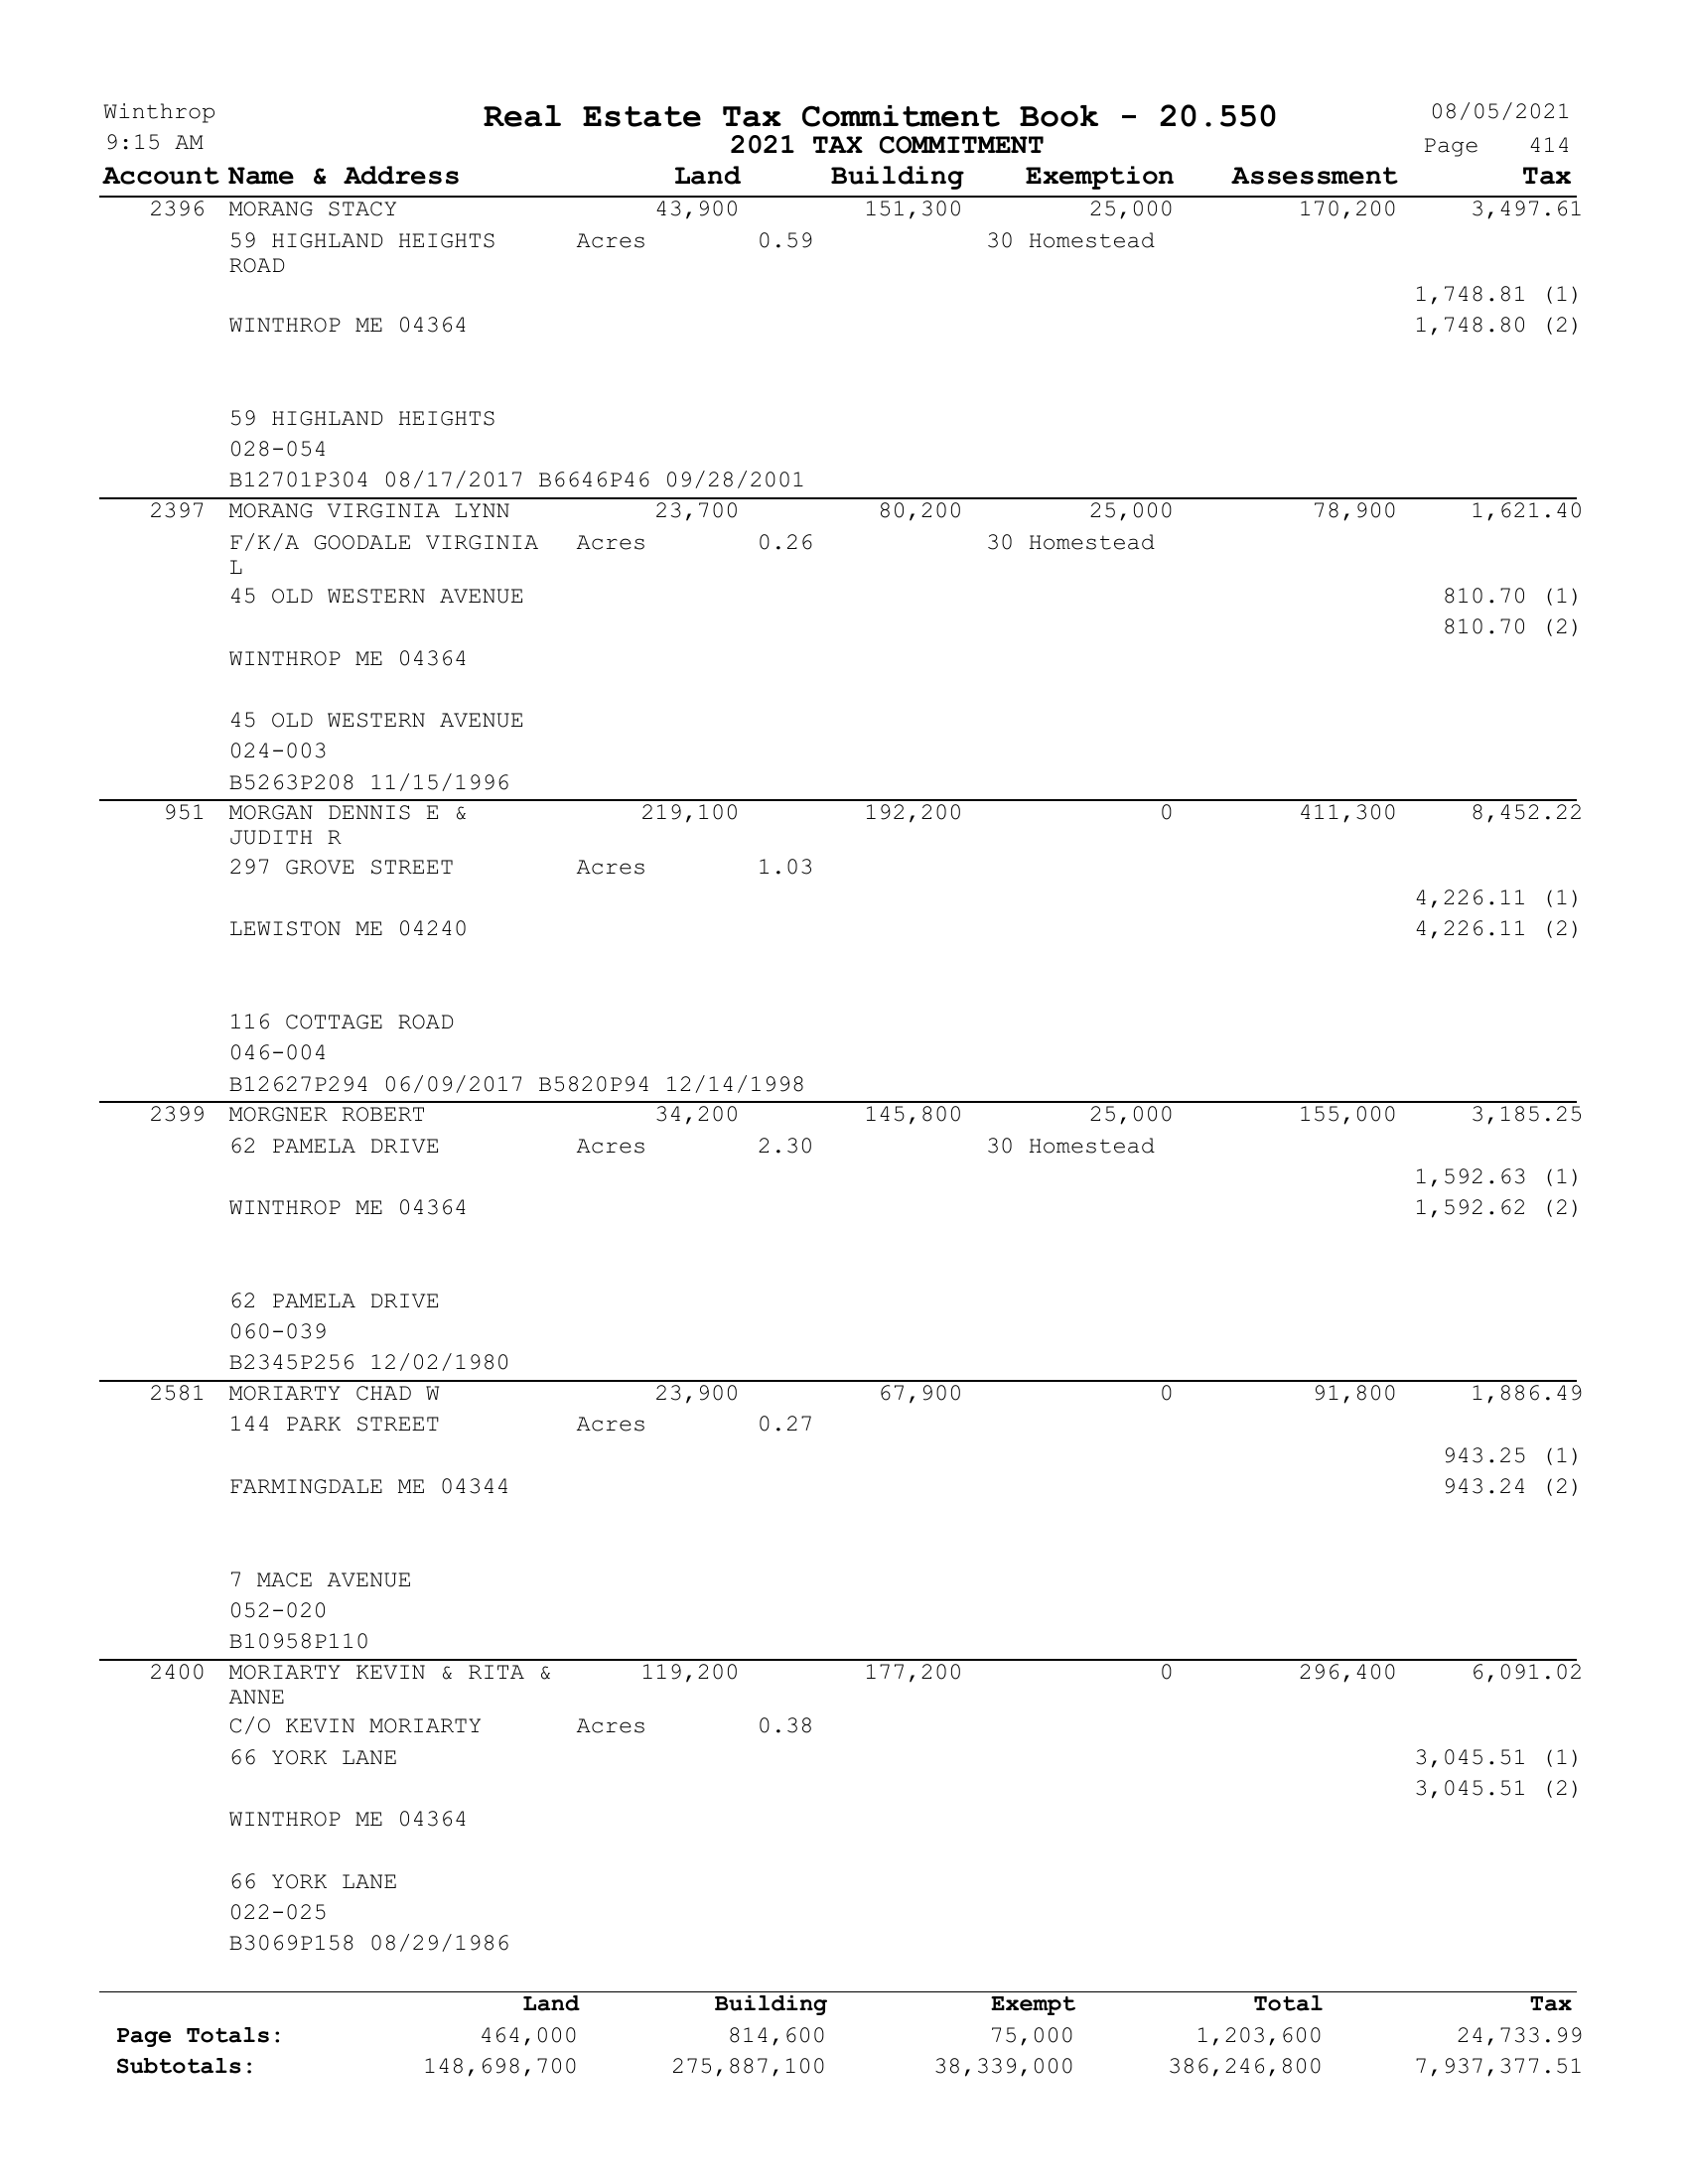 Winthrop Real Estate Tax Commitment Book - 20.550 08/05/2021
9:15 AM 2021 TAX COMMITMENT Page 414
Account Name & Address Land Building Exemption Assessment Tax
2396 MORANG STACY 43,900 151,300 25,000 170,200 3,497.61
59 HIGHLAND HEIGHTS Acres 0.59 30 Homestead
ROAD
1,748.81 (1)
WINTHROP ME 04364 1,748.80 (2)
59 HIGHLAND HEIGHTS
028-054
B12701P304 08/17/2017 B6646P46 09/28/2001
2397 MORANG VIRGINIA LYNN 23,700 80,200 25,000 78,900 1,621.40
F/K/A GOODALE VIRGINIA Acres 0.26 30 Homestead
L
45 OLD WESTERN AVENUE 810.70 (1)
810.70 (2)
WINTHROP ME 04364
45 OLD WESTERN AVENUE
024-003
B5263P208 11/15/1996
951 MORGAN DENNIS E & 219,100 192,200 0 411,300 8,452.22
JUDITH R
297 GROVE STREET Acres 1.03
4,226.11 (1)
LEWISTON ME 04240 4,226.11 (2)
116 COTTAGE ROAD
046-004
B12627P294 06/09/2017 B5820P94 12/14/1998
2399 MORGNER ROBERT 34,200 145,800 25,000 155,000 3,185.25
62 PAMELA DRIVE Acres 2.30 30 Homestead
1,592.63 (1)
WINTHROP ME 04364 1,592.62 (2)
62 PAMELA DRIVE
060-039
B2345P256 12/02/1980
2581 MORIARTY CHAD W 23,900 67,900 0 91,800 1,886.49
144 PARK STREET Acres 0.27
943.25 (1)
FARMINGDALE ME 04344 943.24 (2)
7 MACE AVENUE
052-020
B10958P110
2400 MORIARTY KEVIN & RITA & 119,200 177,200 0 296,400 6,091.02
ANNE
C/O KEVIN MORIARTY Acres 0.38
66 YORK LANE 3,045.51 (1)
3,045.51 (2)
WINTHROP ME 04364
66 YORK LANE
022-025
B3069P158 08/29/1986
Land Building Exempt Total Tax
Page Totals: 464,000 814,600 75,000 1,203,600 24,733.99
Subtotals: 148,698,700 275,887,100 38,339,000 386,246,800 7,937,377.51